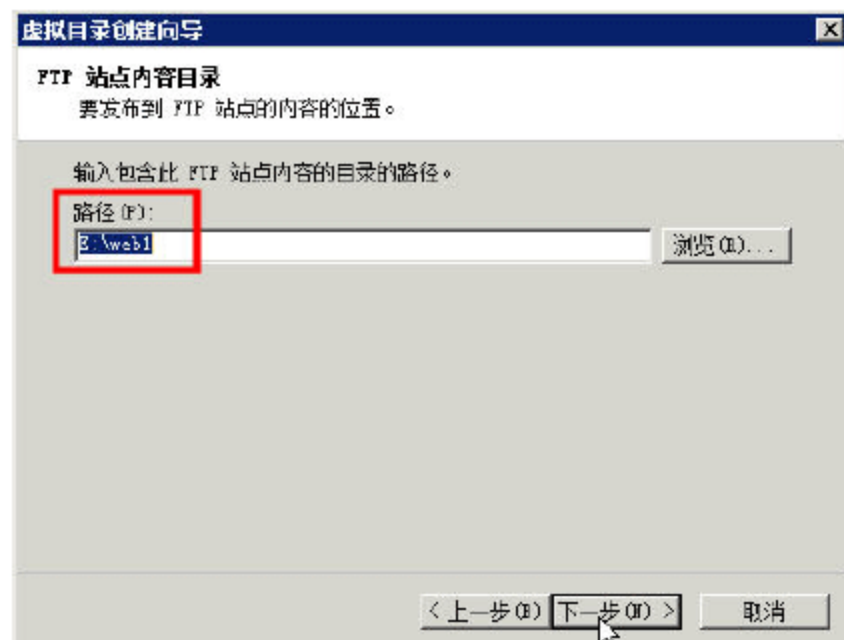 虚拟目录创建向导
FTP 站点内容目录
要发布到 FTP 站点的内容的位置。
输入包含此 FTP 站点内容的目录的路径。
路径(P):
E:\web1
浏览(R)...
< 上一步(B)
下一步(N) >
取消